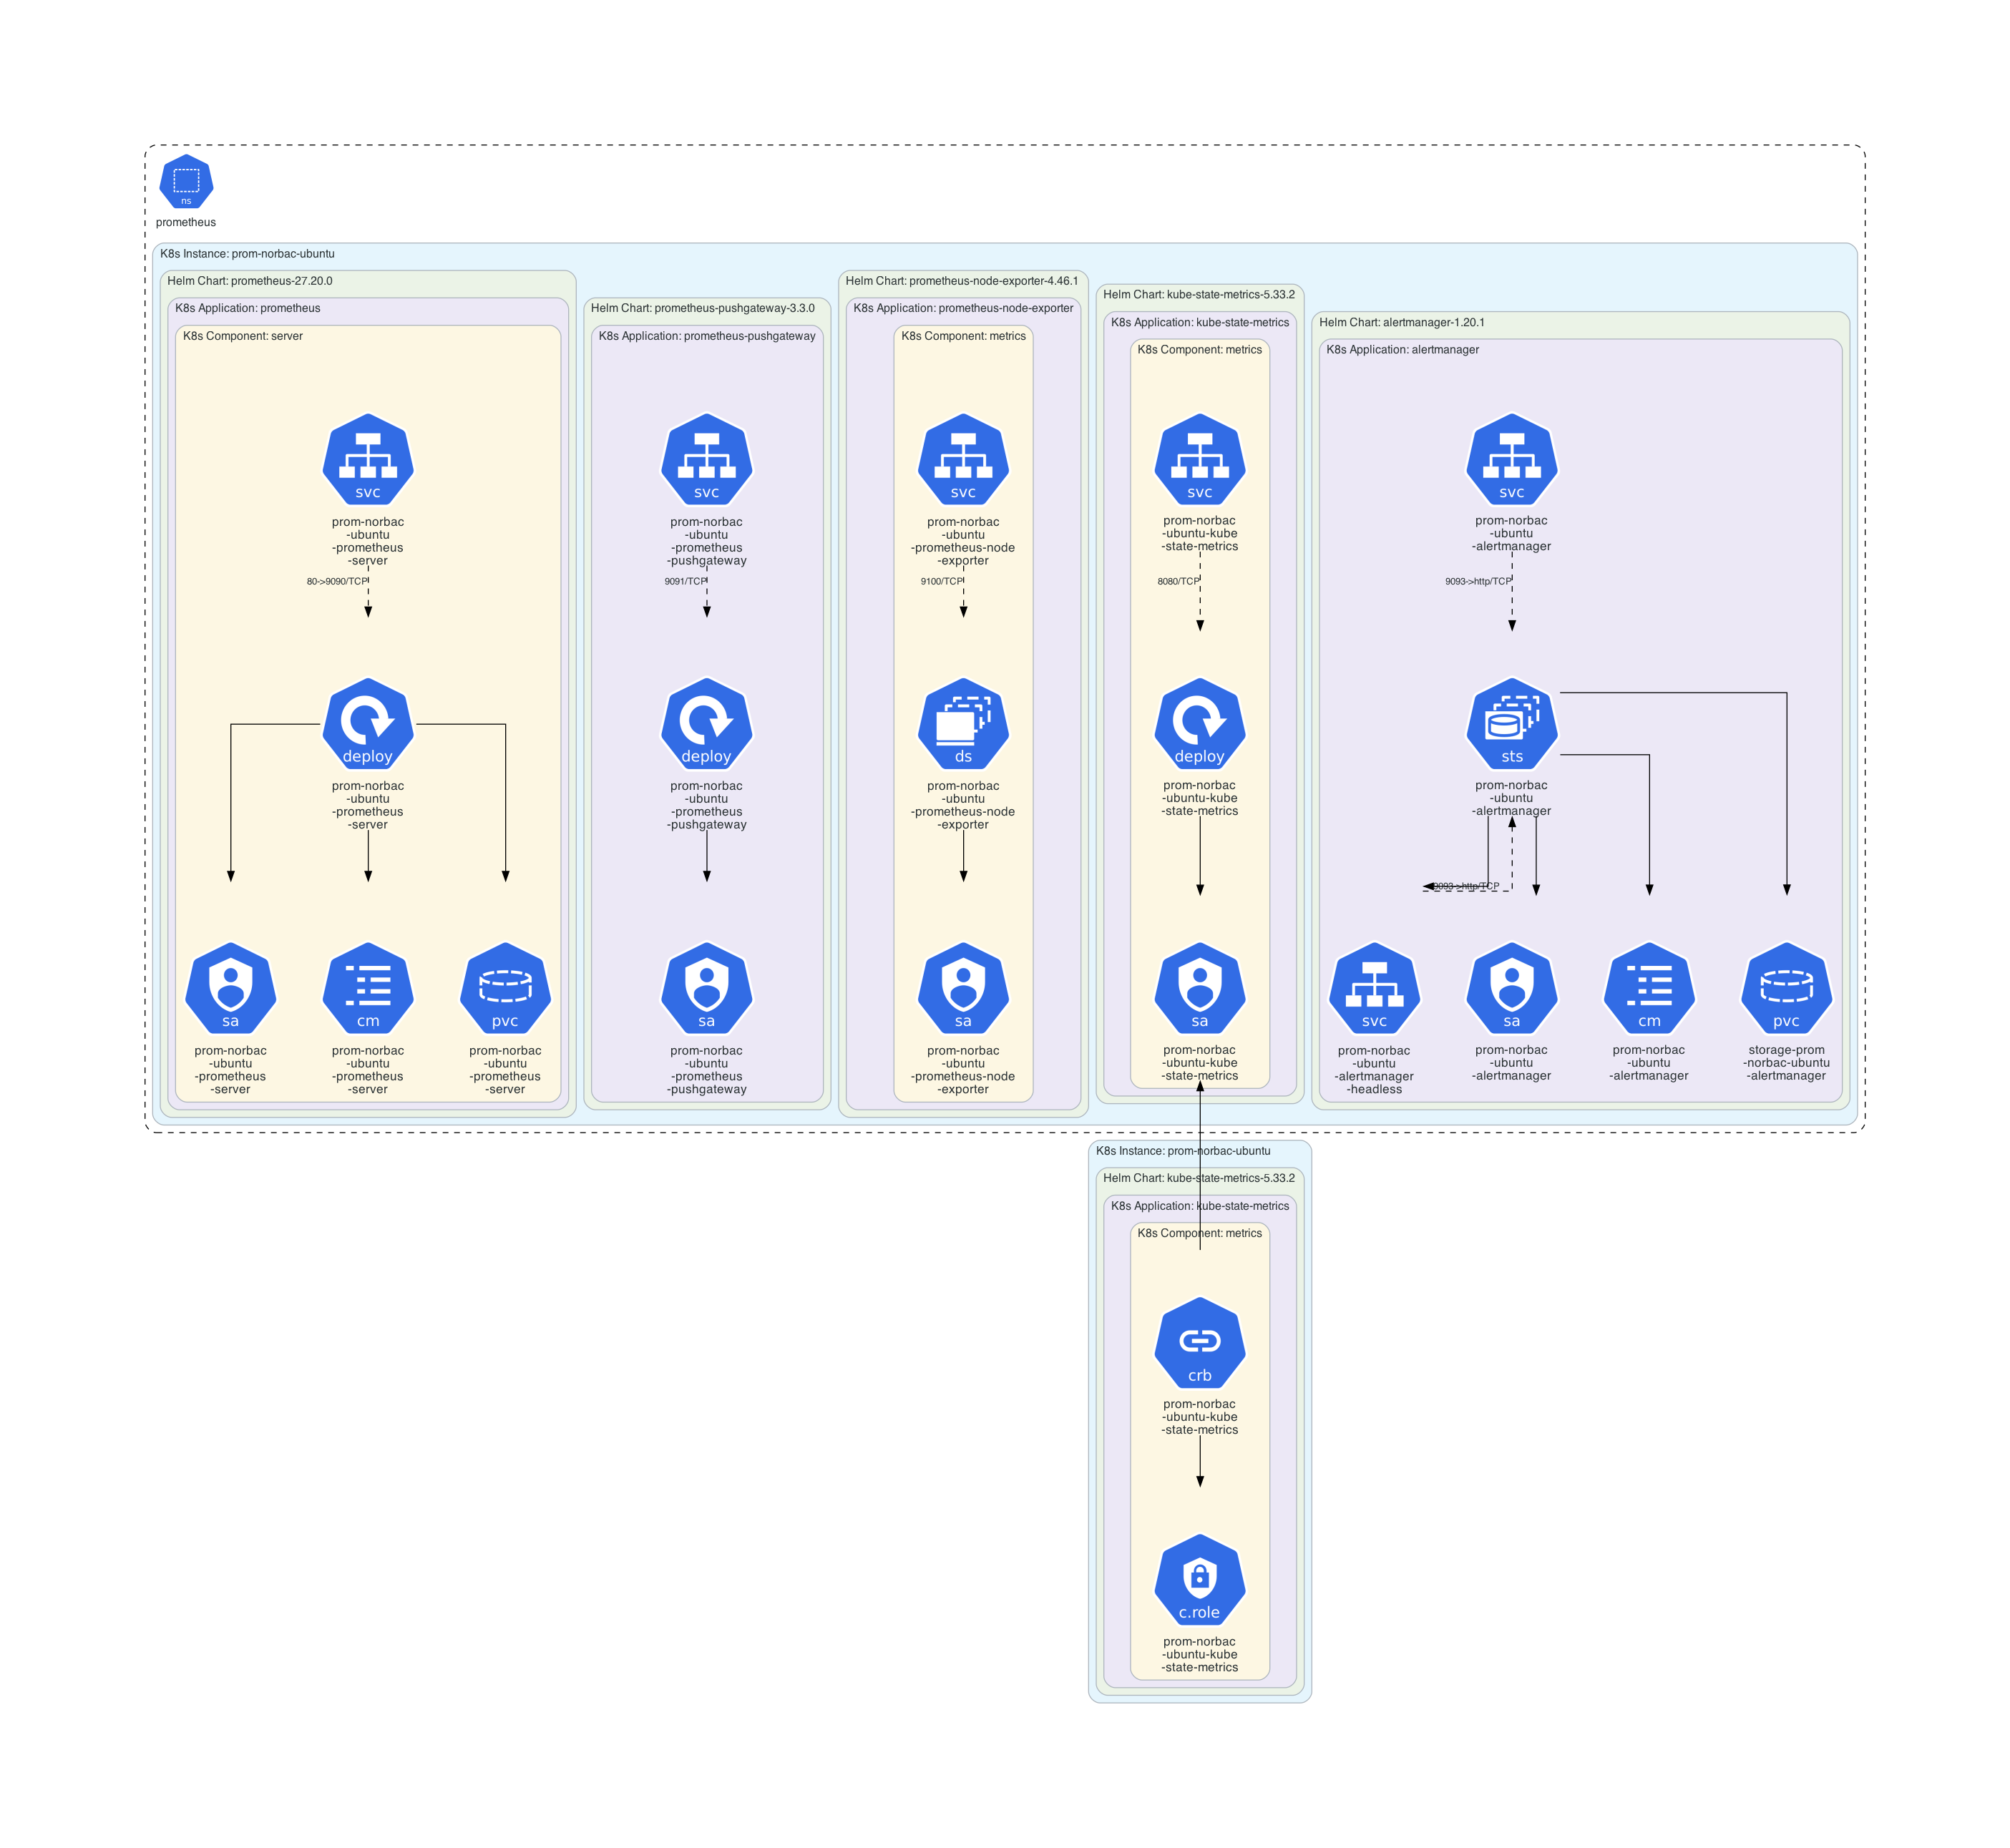 ns
prometheus
K8s Instance: prom-norbac-ubuntu
Helm Chart: prometheus-27.20.0
K8s Application: prometheus
K8s Component: server
svc
prom-norbac
-ubuntu
-prometheus
-server
80->9090/TCP
deploy
prom-norbac
-ubuntu
-prometheus
-server
sa
prom-norbac
-ubuntu
-prometheus
-server
cm
prom-norbac
-ubuntu
-prometheus
-server
pvc
prom-norbac
-ubuntu
-prometheus
-server
Helm Chart: prometheus-pushgateway-3.3.0
K8s Application: prometheus-pushgateway
svc
prom-norbac
-ubuntu
-prometheus
-pushgateway
9091/TCP
deploy
prom-norbac
-ubuntu
-prometheus
-pushgateway
sa
prom-norbac
-ubuntu
-prometheus
-pushgateway
Helm Chart: prometheus-node-exporter-4.46.1
K8s Application: prometheus-node-exporter
K8s Component: metrics
svc
prom-norbac
-ubuntu
-prometheus-node
-exporter
9100/TCP
ds
prom-norbac
-ubuntu
-prometheus-node
-exporter
sa
prom-norbac
-ubuntu
-prometheus-node
-exporter
Helm Chart: kube-state-metrics-5.33.2
K8s Application: kube-state-metrics
K8s Component: metrics
svc
prom-norbac
-ubuntu-kube
-state-metrics
8080/TCP
deploy
prom-norbac
-ubuntu-kube
-state-metrics
sa
prom-norbac
-ubuntu-kube
-state-metrics
Helm Chart: alertmanager-1.20.1
K8s Application: alertmanager
svc
prom-norbac
-ubuntu
-alertmanager
9093->http/TCP
sts
prom-norbac
-ubuntu
-alertmanager
9093->http/TCP
svc
prom-norbac
-ubuntu
-alertmanager
-headless
sa
prom-norbac
-ubuntu
-alertmanager
cm
prom-norbac
-ubuntu
-alertmanager
pvc
storage-prom
-norbac-ubuntu
-alertmanager
K8s Instance: prom-norbac-ubuntu
Helm Chart: kube-state-metrics-5.33.2
K8s Application: kube-state-metrics
K8s Component: metrics
crb
prom-norbac
-ubuntu-kube
-state-metrics
c.role
prom-norbac
-ubuntu-kube
-state-metrics